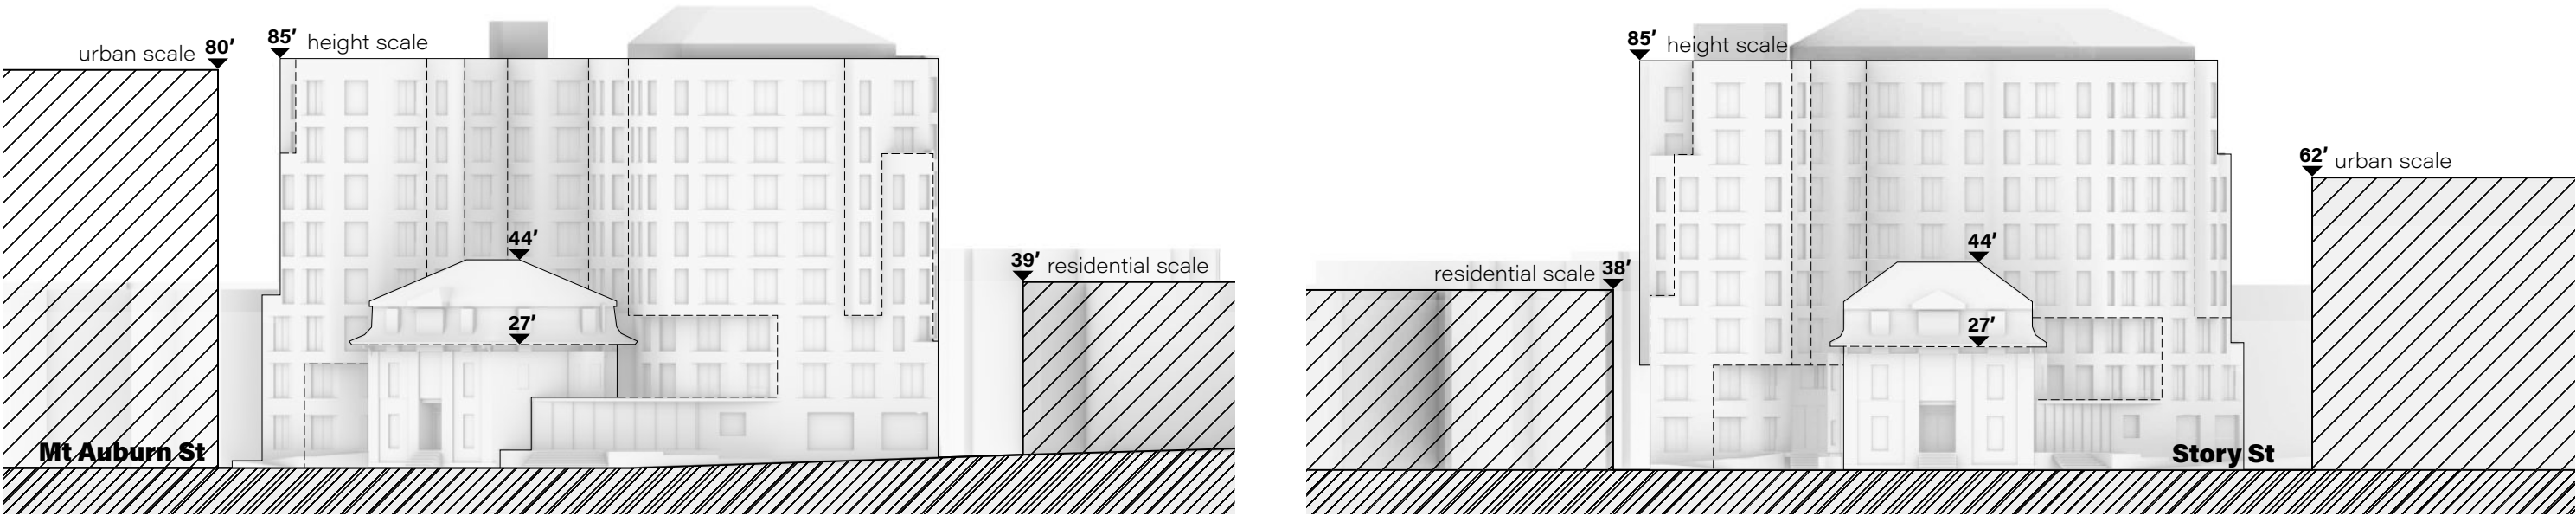 urban scale 80′
85′ height scale
44′
27′
39′ residential scale
Mt Auburn St
85′ height scale
62′ urban scale
44′
residential scale 38′
27′
Story St